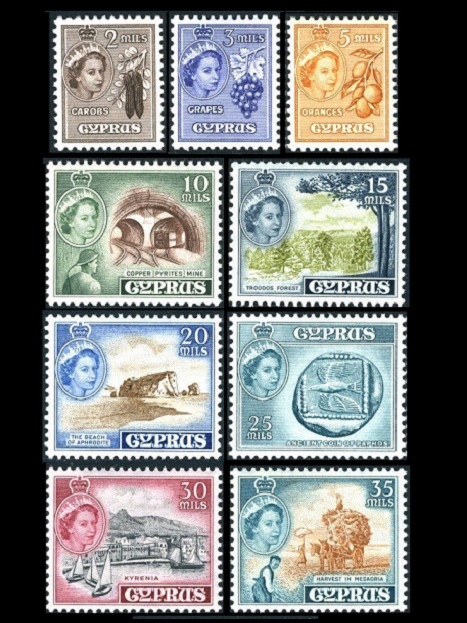 2
MILS
CAROBS
CYPRUS
3
MILS
GRAPES
CYPRUS
5
MILS
ORANGES
CYPRUS
10
MILS
COPPER PYRITES MINE
CYPRUS
15
MILS
TROODOS FOREST
CYPRUS
20
MILS
THE BEACH
OF APHRODITE
CYPRUS
CYPRUS
25
MILS
ANCIENT COIN OF PAPHOS
30
MILS
KYRENIA
CYPRUS
35
MILS
HARVEST IN MESAORIA
CYPRUS